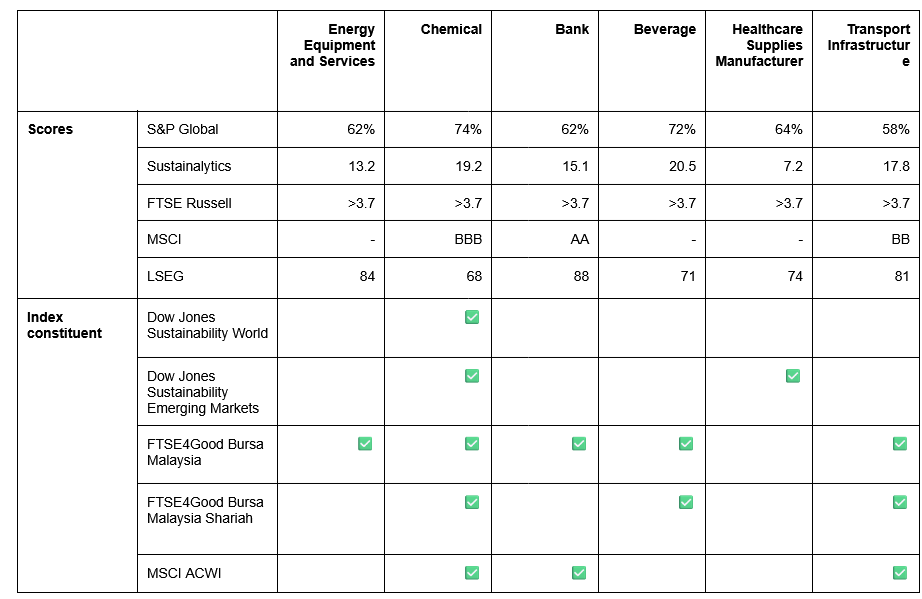 Energy Equipment and Services Chemical Bank Beverage Healthcare Supplies Manufacturer Transport Infrastructur e
Scores S&P Global 62% 74% 62% 72% 64% 58%
Sustainalytics 13.2 19.2 15.1 20.5 7.2 17.8
FTSE Russell >3.7 >3.7 >3.7 >3.7 >3.7 >3.7
MSCI - BBB AA - - BB
LSEG 84 68 88 71 74 81
Index constituent Dow Jones Sustainability World ✅
Dow Jones Sustainability Emerging Markets ✅ ✅
FTSE4Good Bursa Malaysia ✅ ✅ ✅ ✅ ✅
FTSE4Good Bursa Malaysia Shariah ✅ ✅ ✅
MSCI ACWI ✅ ✅ ✅